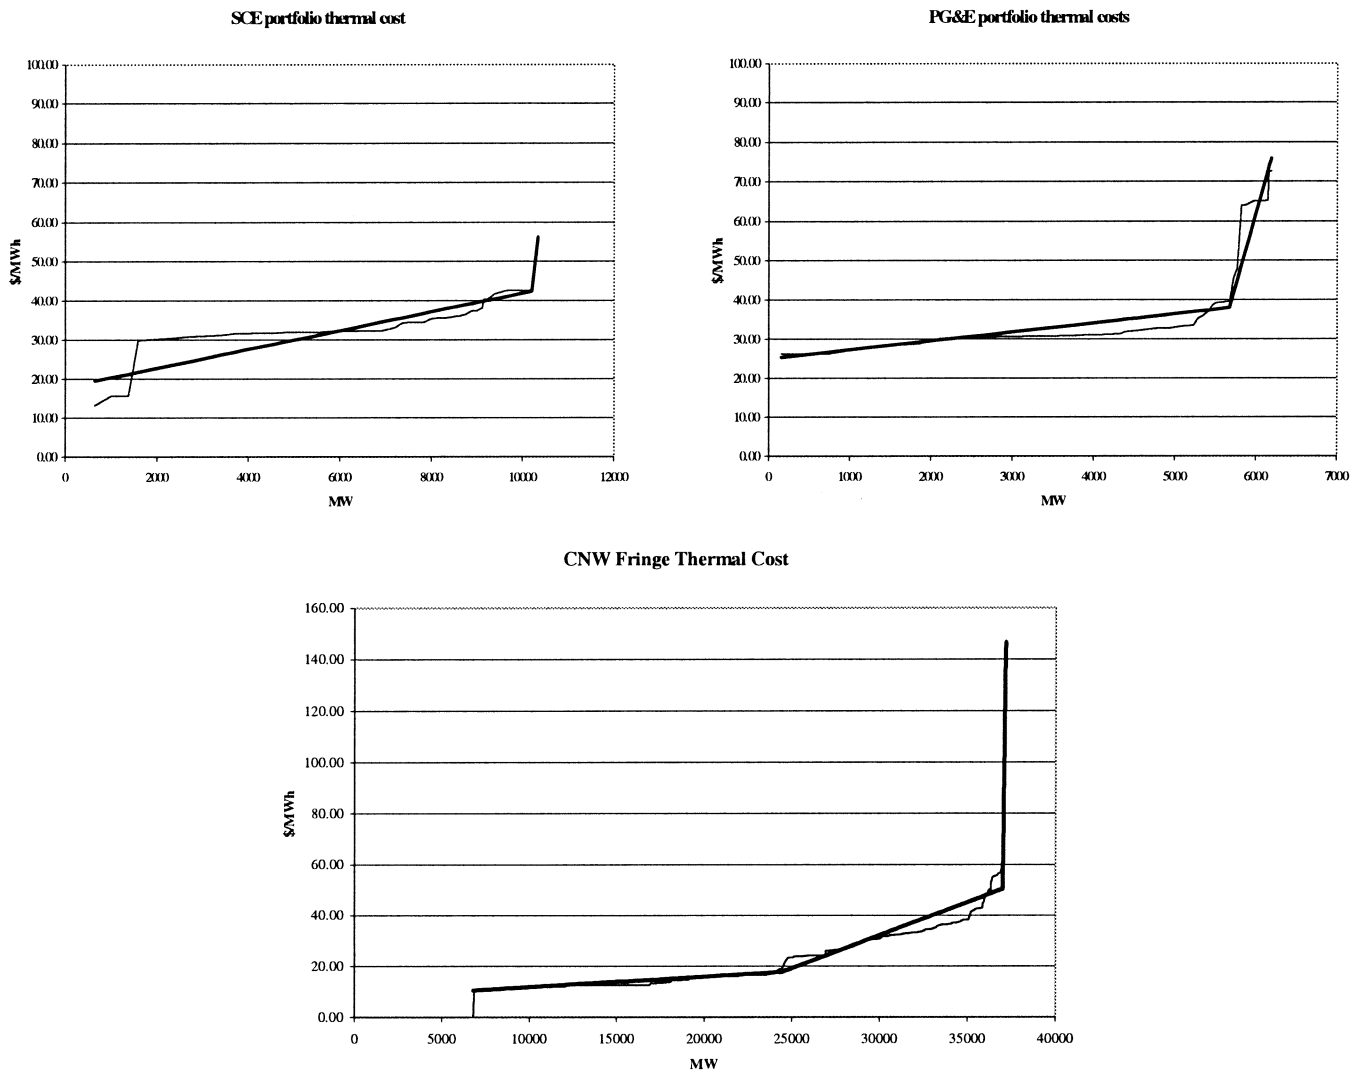 SCE portfolio thermal cost
100.00
90.00
80.00
70.00
60.00
50.00
40.00
30.00
20.00
10.00
0.00
$/MWh
0 2000 4000 6000 8000 10000 12000
MW
PG&E portfolio thermal costs
100.00
90.00
80.00
70.00
60.00
50.00
40.00
30.00
20.00
10.00
0.00
$/MWh
0 1000 2000 3000 4000 5000 6000 7000
MW
CNW Fringe Thermal Cost
160.00
140.00
120.00
100.00
80.00
60.00
40.00
20.00
0.00
$/MWh
0 5000 10000 15000 20000 25000 30000 35000 40000
MW